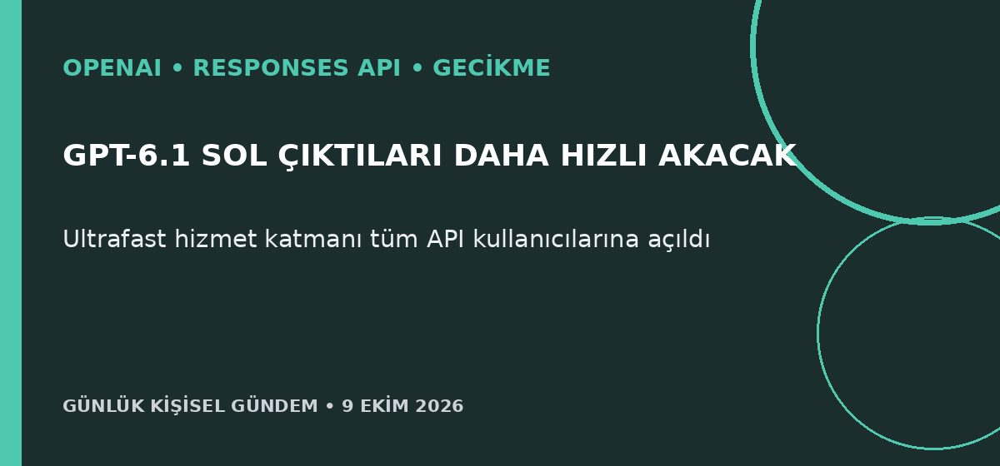 OPENAI • RESPONSES API • GECİKME
GPT-6.1 SOL ÇIKTILARI DAHA HIZLI AKACAK
Ultrafast hizmet katmanı tüm API kullanıcılarına açıldı
GÜNLÜK KİŞİSEL GÜNDEM • 9 EKİM 2026